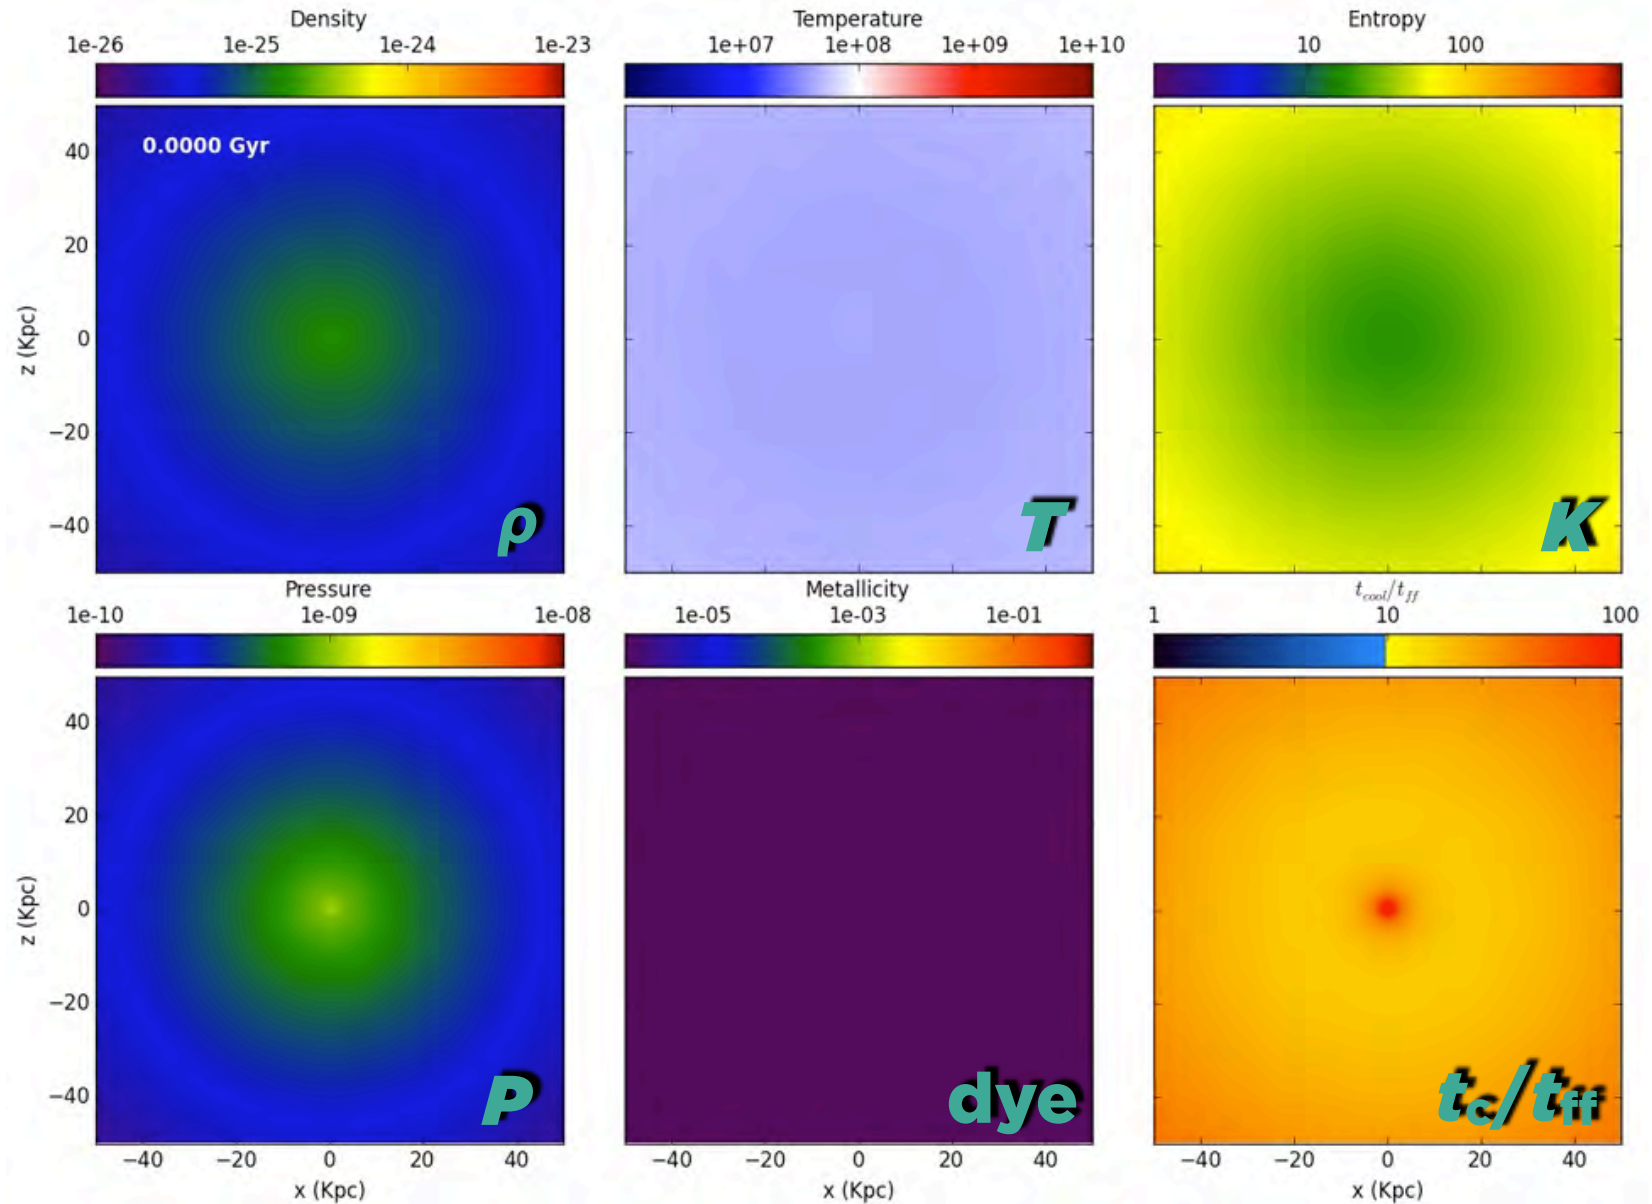 Density
1e-26 1e-25 1e-24 1e-23
Temperature
1e+07 1e+08 1e+09 1e+10
Entropy
10 100
0.0000 Gyr
40
20
0
−20
−40
z (Kpc)
ρ
T
K
Pressure
1e-10 1e-09 1e-08
Metallicity
1e-05 1e-03 1e-01
t_cool/t_ff
1 10 100
40
20
0
−20
−40
z (Kpc)
P
dye
tc/tff
−40 −20 0 20 40
x (Kpc)
−40 −20 0 20 40
x (Kpc)
−40 −20 0 20 40
x (Kpc)